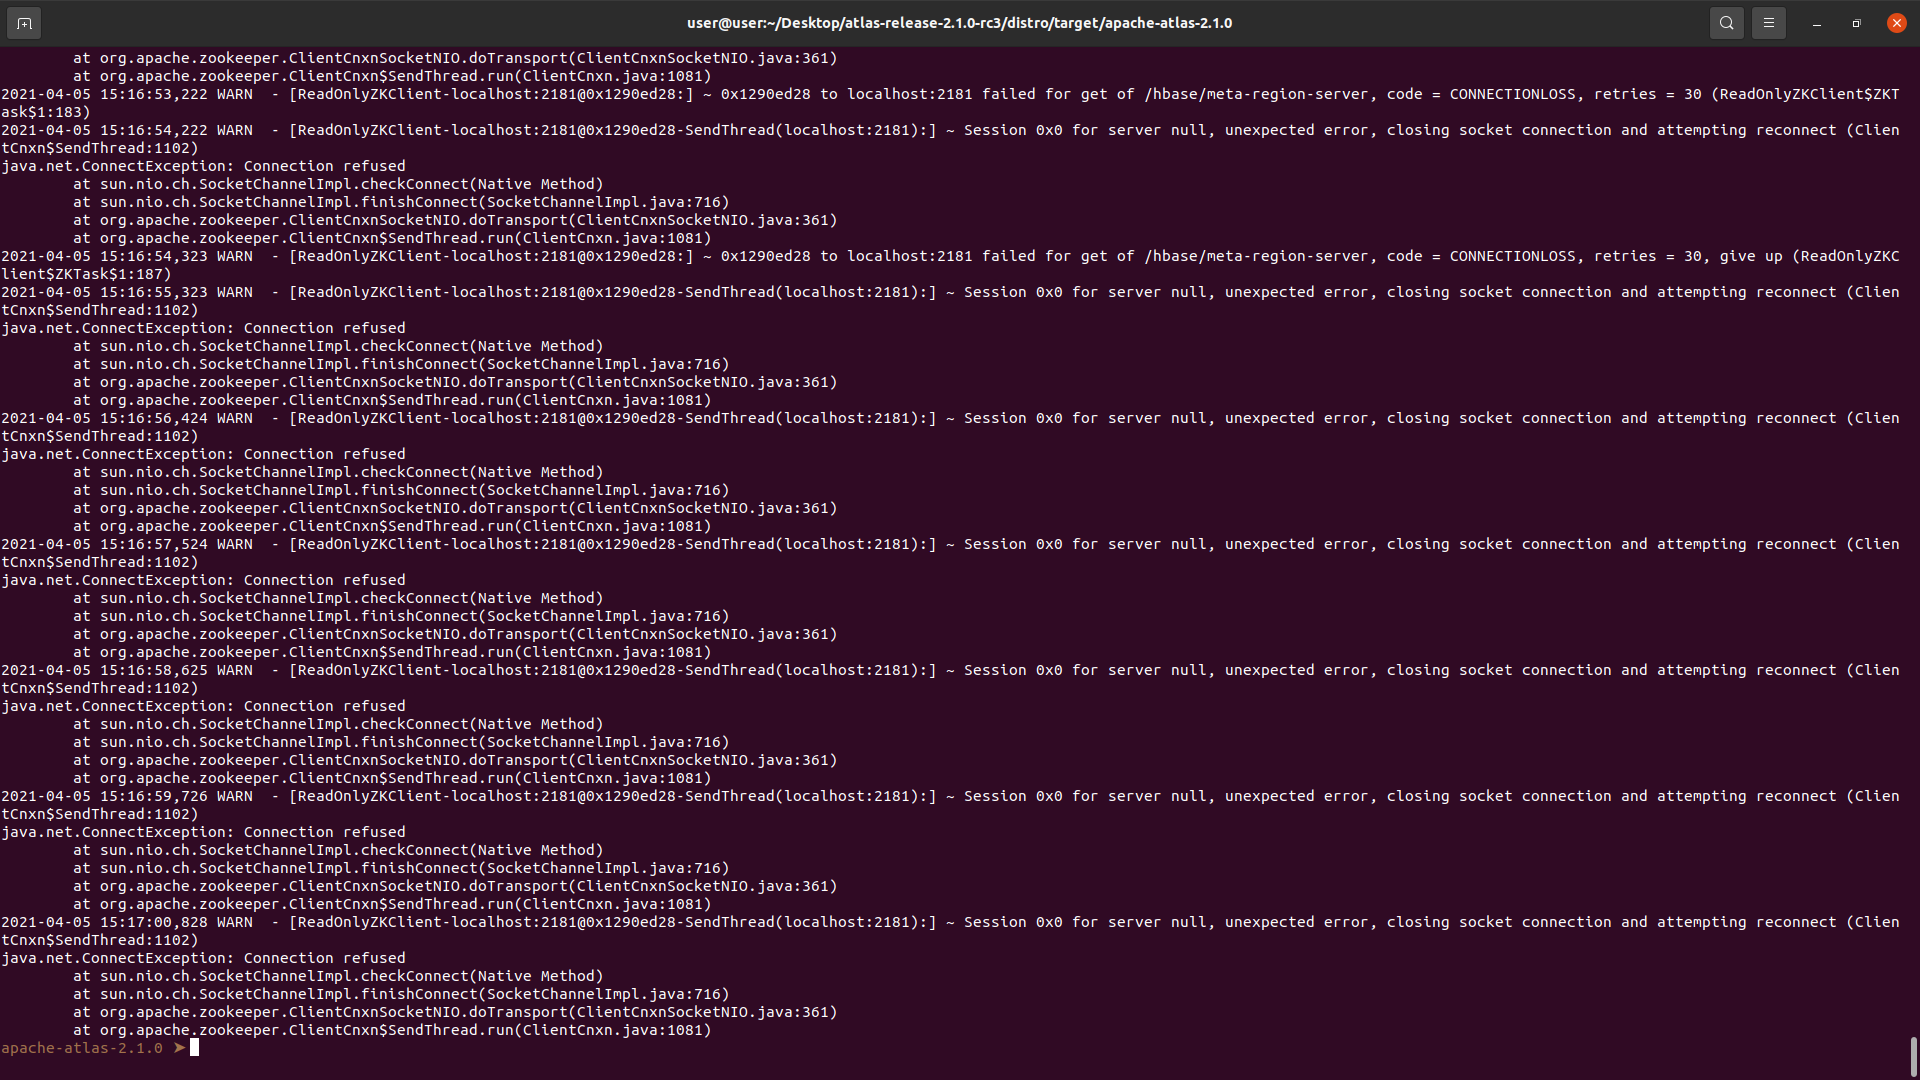 user@user:~/Desktop/atlas-release-2.1.0-rc3/distro/target/apache-atlas-2.1.0
        at org.apache.zookeeper.ClientCnxnSocketNIO.doTransport(ClientCnxnSocketNIO.java:361)
        at org.apache.zookeeper.ClientCnxn$SendThread.run(ClientCnxn.java:1081)
2021-04-05 15:16:53,222 WARN  - [ReadOnlyZKClient-localhost:2181@0x1290ed28:] ~ 0x1290ed28 to localhost:2181 failed for get of /hbase/meta-region-server, code = CONNECTIONLOSS, retries = 30 (ReadOnlyZKClient$ZKT
ask$1:183)
2021-04-05 15:16:54,222 WARN  - [ReadOnlyZKClient-localhost:2181@0x1290ed28-SendThread(localhost:2181):] ~ Session 0x0 for server null, unexpected error, closing socket connection and attempting reconnect (Clien
tCnxn$SendThread:1102)
java.net.ConnectException: Connection refused
        at sun.nio.ch.SocketChannelImpl.checkConnect(Native Method)
        at sun.nio.ch.SocketChannelImpl.finishConnect(SocketChannelImpl.java:716)
        at org.apache.zookeeper.ClientCnxnSocketNIO.doTransport(ClientCnxnSocketNIO.java:361)
        at org.apache.zookeeper.ClientCnxn$SendThread.run(ClientCnxn.java:1081)
2021-04-05 15:16:54,323 WARN  - [ReadOnlyZKClient-localhost:2181@0x1290ed28:] ~ 0x1290ed28 to localhost:2181 failed for get of /hbase/meta-region-server, code = CONNECTIONLOSS, retries = 30, give up (ReadOnlyZKC
lient$ZKTask$1:187)
2021-04-05 15:16:55,323 WARN  - [ReadOnlyZKClient-localhost:2181@0x1290ed28-SendThread(localhost:2181):] ~ Session 0x0 for server null, unexpected error, closing socket connection and attempting reconnect (Clien
tCnxn$SendThread:1102)
java.net.ConnectException: Connection refused
        at sun.nio.ch.SocketChannelImpl.checkConnect(Native Method)
        at sun.nio.ch.SocketChannelImpl.finishConnect(SocketChannelImpl.java:716)
        at org.apache.zookeeper.ClientCnxnSocketNIO.doTransport(ClientCnxnSocketNIO.java:361)
        at org.apache.zookeeper.ClientCnxn$SendThread.run(ClientCnxn.java:1081)
2021-04-05 15:16:56,424 WARN  - [ReadOnlyZKClient-localhost:2181@0x1290ed28-SendThread(localhost:2181):] ~ Session 0x0 for server null, unexpected error, closing socket connection and attempting reconnect (Clien
tCnxn$SendThread:1102)
java.net.ConnectException: Connection refused
        at sun.nio.ch.SocketChannelImpl.checkConnect(Native Method)
        at sun.nio.ch.SocketChannelImpl.finishConnect(SocketChannelImpl.java:716)
        at org.apache.zookeeper.ClientCnxnSocketNIO.doTransport(ClientCnxnSocketNIO.java:361)
        at org.apache.zookeeper.ClientCnxn$SendThread.run(ClientCnxn.java:1081)
2021-04-05 15:16:57,524 WARN  - [ReadOnlyZKClient-localhost:2181@0x1290ed28-SendThread(localhost:2181):] ~ Session 0x0 for server null, unexpected error, closing socket connection and attempting reconnect (Clien
tCnxn$SendThread:1102)
java.net.ConnectException: Connection refused
        at sun.nio.ch.SocketChannelImpl.checkConnect(Native Method)
        at sun.nio.ch.SocketChannelImpl.finishConnect(SocketChannelImpl.java:716)
        at org.apache.zookeeper.ClientCnxnSocketNIO.doTransport(ClientCnxnSocketNIO.java:361)
        at org.apache.zookeeper.ClientCnxn$SendThread.run(ClientCnxn.java:1081)
2021-04-05 15:16:58,625 WARN  - [ReadOnlyZKClient-localhost:2181@0x1290ed28-SendThread(localhost:2181):] ~ Session 0x0 for server null, unexpected error, closing socket connection and attempting reconnect (Clien
tCnxn$SendThread:1102)
java.net.ConnectException: Connection refused
        at sun.nio.ch.SocketChannelImpl.checkConnect(Native Method)
        at sun.nio.ch.SocketChannelImpl.finishConnect(SocketChannelImpl.java:716)
        at org.apache.zookeeper.ClientCnxnSocketNIO.doTransport(ClientCnxnSocketNIO.java:361)
        at org.apache.zookeeper.ClientCnxn$SendThread.run(ClientCnxn.java:1081)
2021-04-05 15:16:59,726 WARN  - [ReadOnlyZKClient-localhost:2181@0x1290ed28-SendThread(localhost:2181):] ~ Session 0x0 for server null, unexpected error, closing socket connection and attempting reconnect (Clien
tCnxn$SendThread:1102)
java.net.ConnectException: Connection refused
        at sun.nio.ch.SocketChannelImpl.checkConnect(Native Method)
        at sun.nio.ch.SocketChannelImpl.finishConnect(SocketChannelImpl.java:716)
        at org.apache.zookeeper.ClientCnxnSocketNIO.doTransport(ClientCnxnSocketNIO.java:361)
        at org.apache.zookeeper.ClientCnxn$SendThread.run(ClientCnxn.java:1081)
2021-04-05 15:17:00,828 WARN  - [ReadOnlyZKClient-localhost:2181@0x1290ed28-SendThread(localhost:2181):] ~ Session 0x0 for server null, unexpected error, closing socket connection and attempting reconnect (Clien
tCnxn$SendThread:1102)
java.net.ConnectException: Connection refused
        at sun.nio.ch.SocketChannelImpl.checkConnect(Native Method)
        at sun.nio.ch.SocketChannelImpl.finishConnect(SocketChannelImpl.java:716)
        at org.apache.zookeeper.ClientCnxnSocketNIO.doTransport(ClientCnxnSocketNIO.java:361)
        at org.apache.zookeeper.ClientCnxn$SendThread.run(ClientCnxn.java:1081)
apache-atlas-2.1.0 ➤